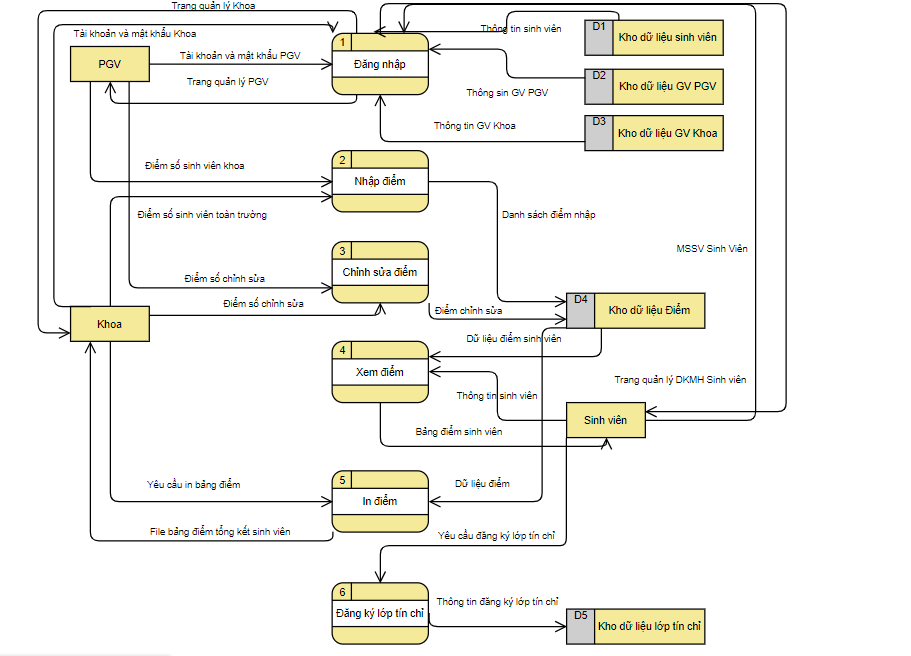 Trang quản lý Khoa
Tài khoản và mật khẩu Khoa
Thông tin sinh viên
D1
Kho dữ liệu sinh viên
1
Đăng nhập
PGV
Tài khoản và mật khẩu PGV
Trang quản lý PGV
D2
Kho dữ liệu GV PGV
Thông sin GV PGV
D3
Kho dữ liệu GV Khoa
Thông tin GV Khoa
2
Nhập điểm
Điểm số sinh viên khoa
Điểm số sinh viên toàn trường
Danh sách điểm nhập
MSSV Sinh Viên
3
Chỉnh sửa điểm
Điểm số chỉnh sửa
Điểm số chỉnh sửa
Điểm chỉnh sửa
D4
Kho dữ liệu Điểm
Khoa
Dữ liệu điểm sinh viên
4
Xem điểm
Trang quản lý DKMH Sinh viên
Thông tin sinh viên
Sinh viên
Bảng điểm sinh viên
5
In điểm
Yêu cầu in bảng điểm
Dữ liệu điểm
File bảng điểm tổng kết sinh viên
Yêu cầu đăng ký lớp tín chỉ
6
Đăng ký lớp tín chỉ
Thông tin đăng ký lớp tín chỉ
D5
Kho dữ liệu lớp tín chỉ